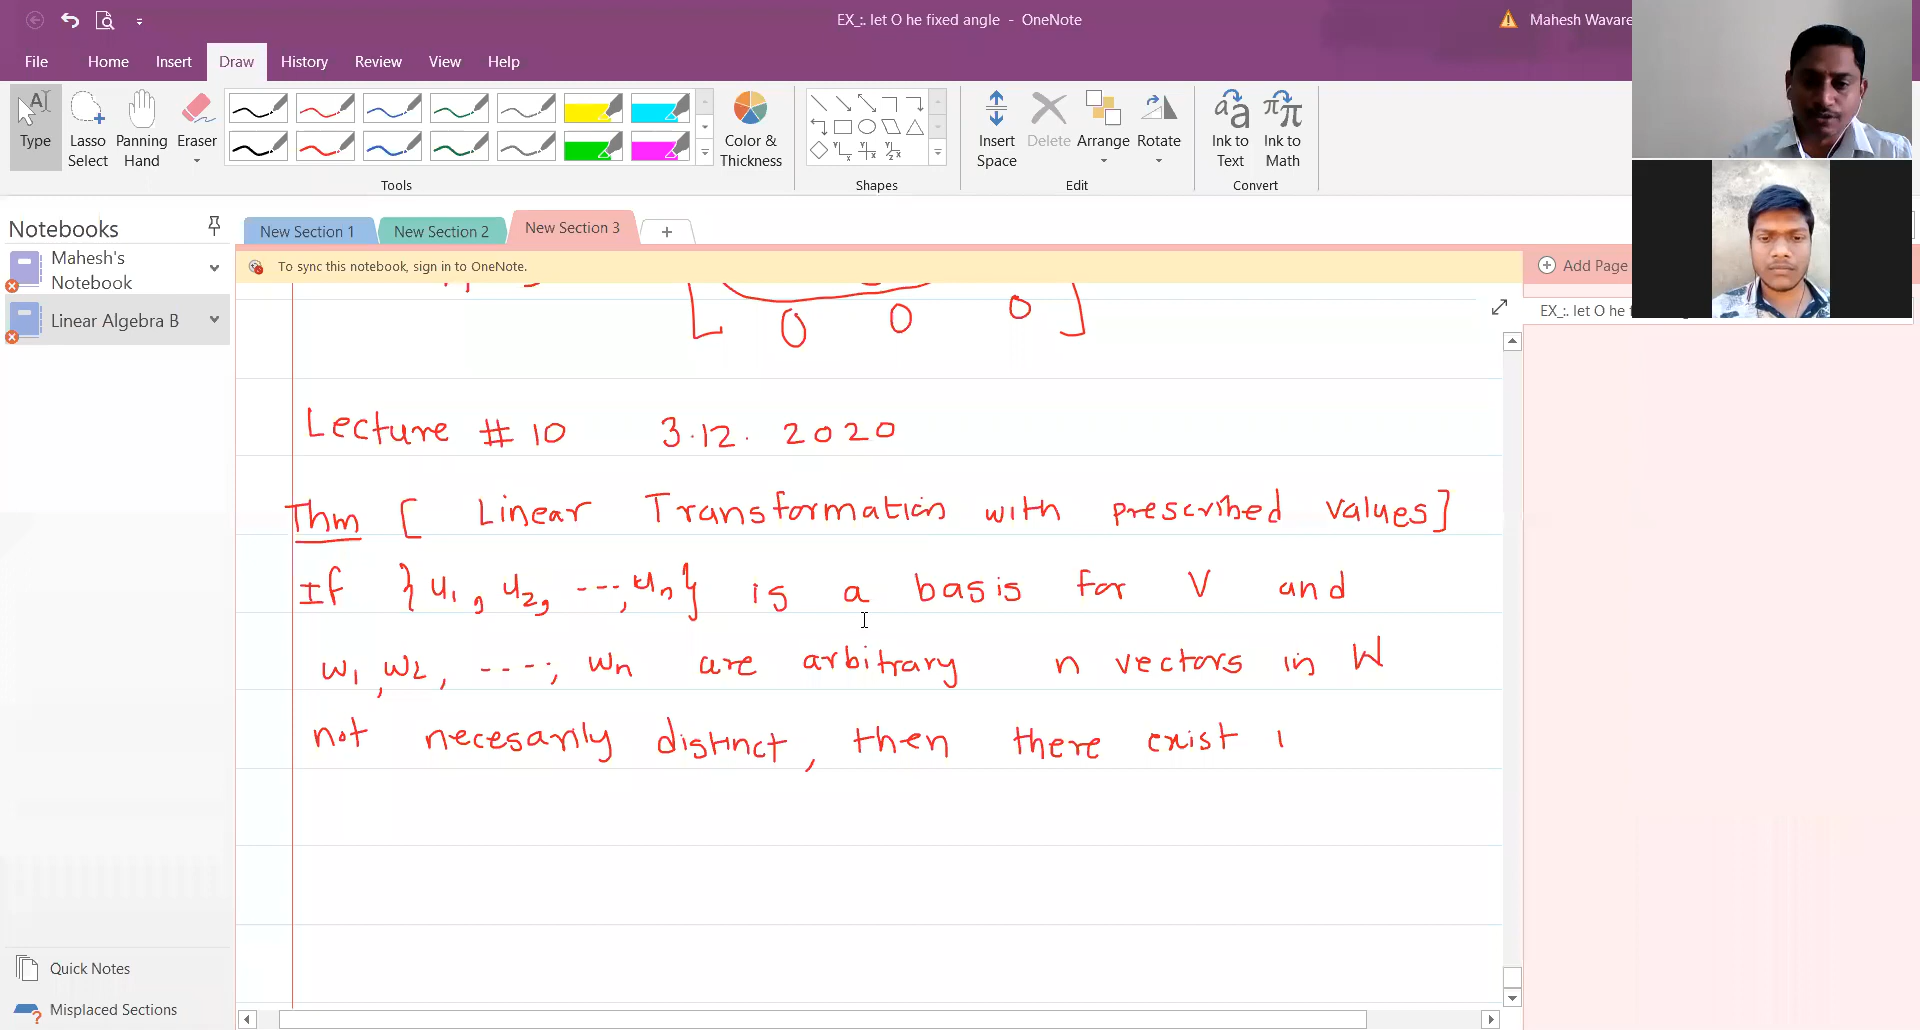 EX_:. let O he fixed angle - OneNote
Mahesh Wavare
File Home Insert Draw History Review View Help
Type
Lasso Select
Panning Hand
Eraser
Color & Thickness
Insert Space
Delete
Arrange
Rotate
Ink to Text
Ink to Math
Tools
Shapes
Edit
Convert
Notebooks
Mahesh's Notebook
Linear Algebra B
New Section 1
New Section 2
New Section 3
+
To sync this notebook, sign in to OneNote.
Add Page
EX_:. let O he f
0 0 0
Lecture # 10 3.12.2020
Thm [ Linear Transformation with prescribed values]
If {u1, u2, ---, un} is a basis for V and
w1, w2, ----, wn are arbitrary n vectors in W
not necesarily distinct, then there exist
Quick Notes
Misplaced Sections